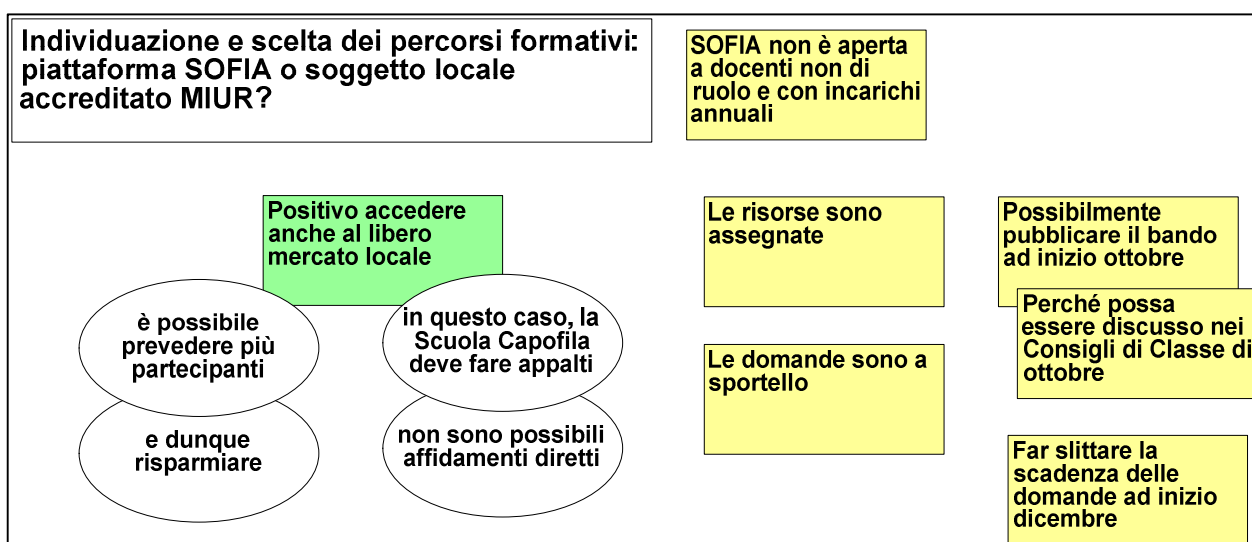 Individuazione e scelta dei percorsi formativi:
piattaforma SOFIA o soggetto locale
accreditato MIUR?
SOFIA non è aperta
a docenti non di
ruolo e con incarichi
annuali
Positivo accedere
anche al libero
mercato locale
è possibile
prevedere più
partecipanti
e dunque
risparmiare
in questo caso, la
Scuola Capofila
deve fare appalti
non sono possibili
affidamenti diretti
Le risorse sono
assegnate
Le domande sono a
sportello
Possibilmente
pubblicare il bando
ad inizio ottobre
Perché possa
essere discusso nei
Consigli di Classe di
ottobre
Far slittare la
scadenza delle
domande ad inizio
dicembre